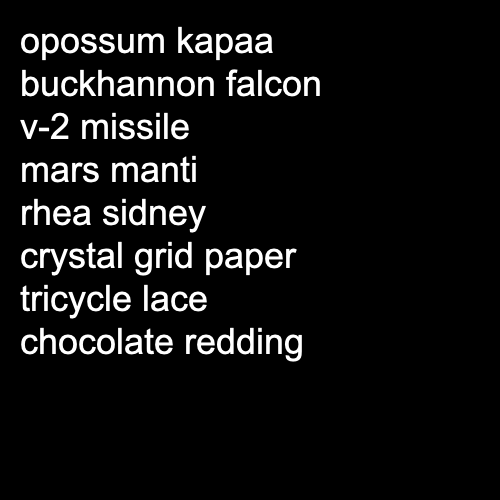 opossum kapaa
buckhannon falcon
v-2 missile
mars manti
rhea sidney
crystal grid paper
tricycle lace
chocolate redding